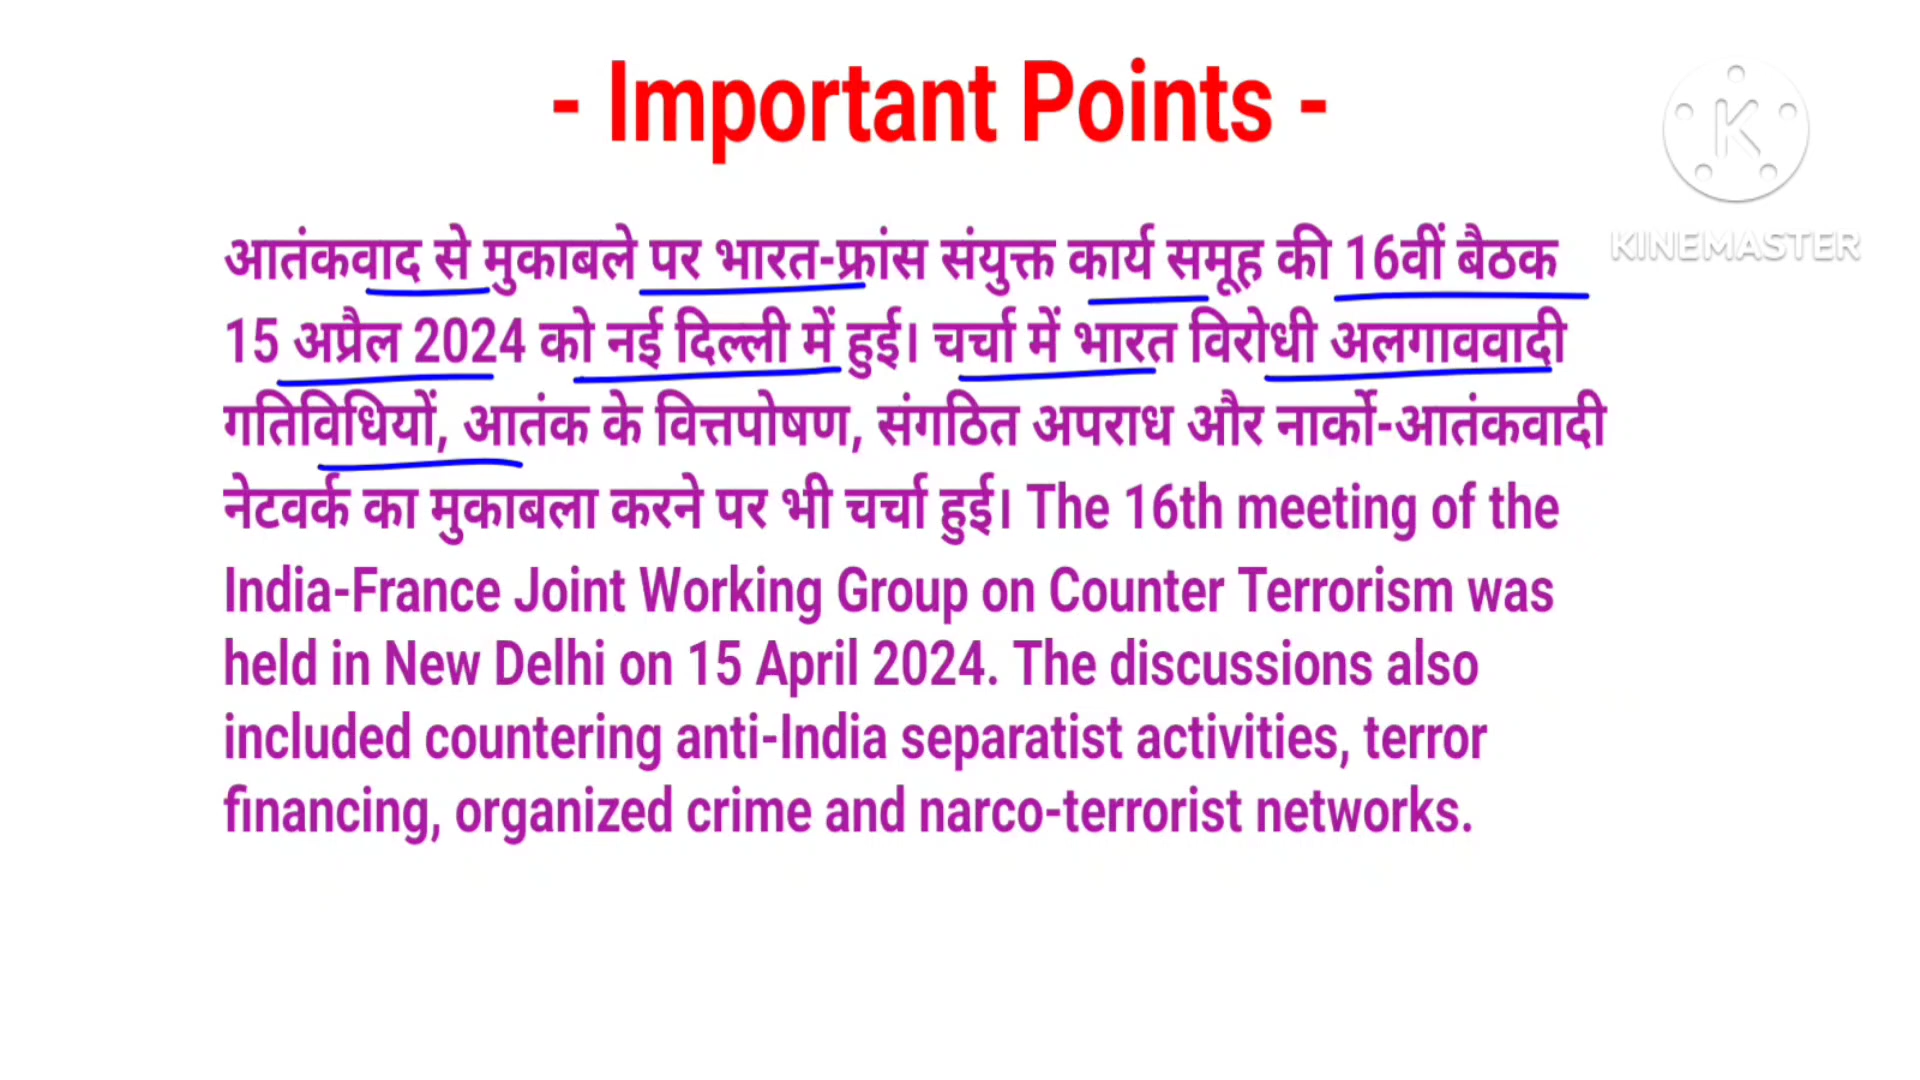 - Important Points -
आतंकवाद से मुकाबले पर भारत-फ्रांस संयुक्त कार्य समूह की 16वीं बैठक
15 अप्रैल 2024 को नई दिल्ली में हुई। चर्चा में भारत विरोधी अलगाववादी
गतिविधियों, आतंक के वित्तपोषण, संगठित अपराध और नार्को-आतंकवादी
नेटवर्क का मुकाबला करने पर भी चर्चा हुई। The 16th meeting of the
India-France Joint Working Group on Counter Terrorism was
held in New Delhi on 15 April 2024. The discussions also
included countering anti-India separatist activities, terror
financing, organized crime and narco-terrorist networks.
K
KINEMASTER